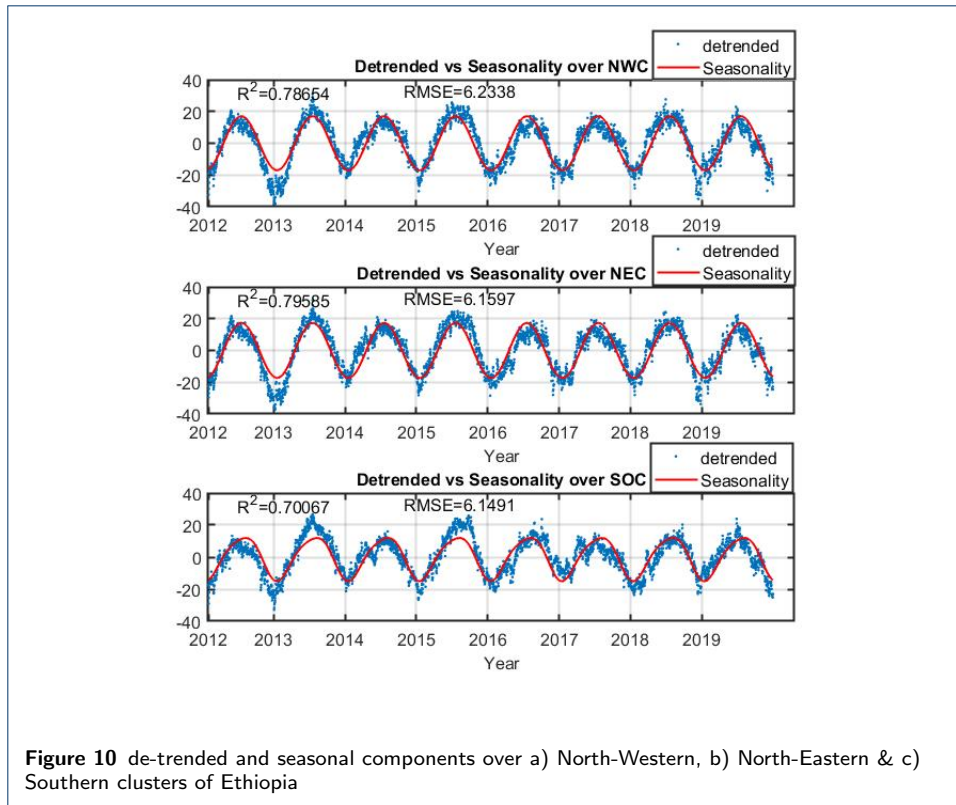 detrended
Seasonality
Detrended vs Seasonality over NWC
R²=0.78654 RMSE=6.2338
40
20
0
-20
-40
2012 2013 2014 2015 2016 2017 2018 2019
Year
detrended
Seasonality
Detrended vs Seasonality over NEC
R²=0.79585 RMSE=6.1597
40
20
0
-20
-40
2012 2013 2014 2015 2016 2017 2018 2019
Year
detrended
Seasonality
Detrended vs Seasonality over SOC
R²=0.70067 RMSE=6.1491
40
20
0
-20
-40
2012 2013 2014 2015 2016 2017 2018 2019
Year
Figure 10 de-trended and seasonal components over a) North-Western, b) North-Eastern & c)
Southern clusters of Ethiopia